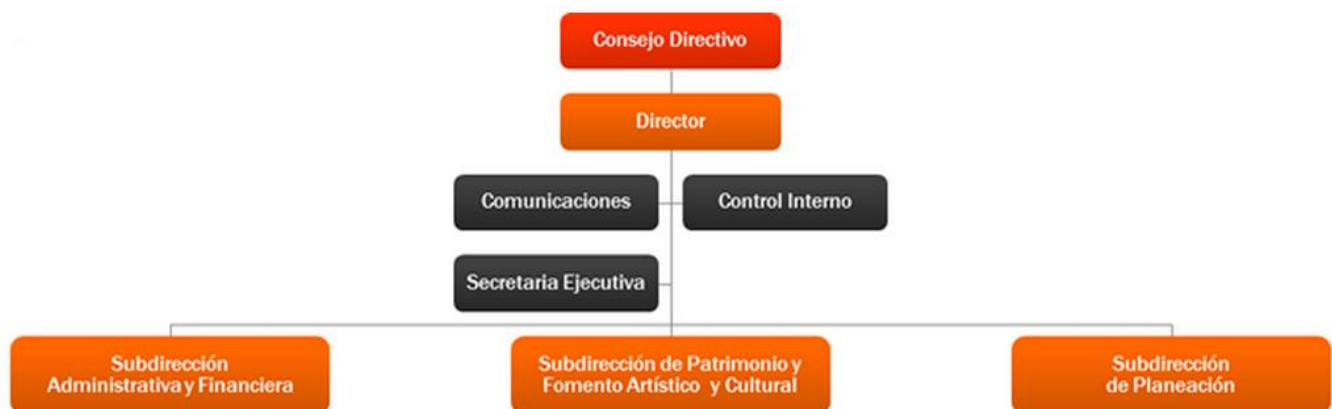 Consejo Directivo
Director
Comunicaciones
Control Interno
Secretaria Ejecutiva
Subdirección
Administrativa y Financiera
Subdirección de Patrimonio y
Fomento Artístico y Cultural
Subdirección
de Planeación